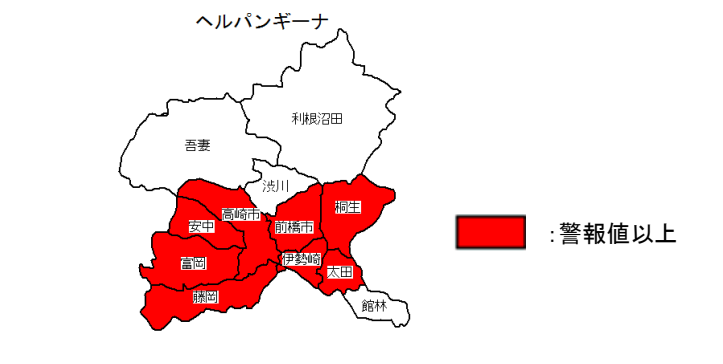 ヘルパンギーナ
利根沼田
吾妻
渋川
高崎市
桐生
安中
前橋市
伊勢崎
富岡
太田
藤岡
館林
:警報値以上